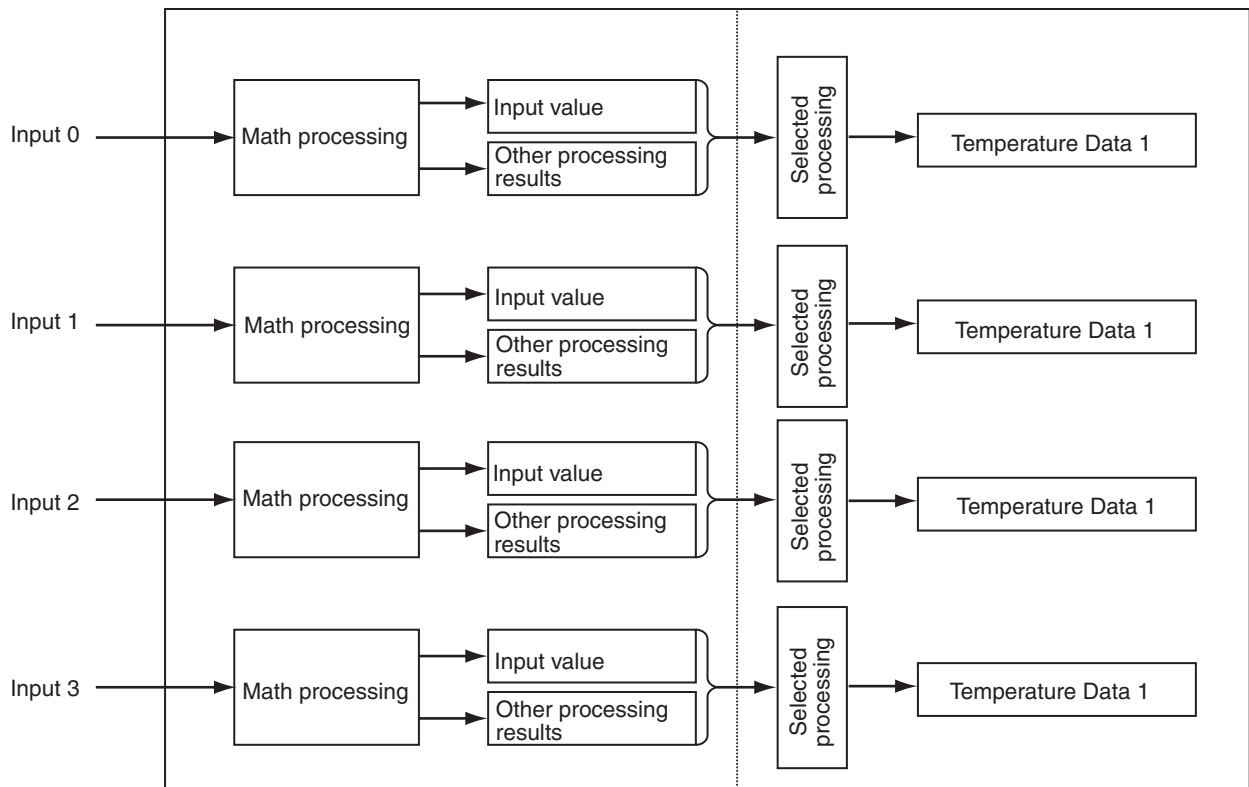 Input 0
Math processing
Input value
Other processing
results
Selected
processing
Temperature Data 1
Input 1
Math processing
Input value
Other processing
results
Selected
processing
Temperature Data 1
Input 2
Math processing
Input value
Other processing
results
Selected
processing
Temperature Data 1
Input 3
Math processing
Input value
Other processing
results
Selected
processing
Temperature Data 1